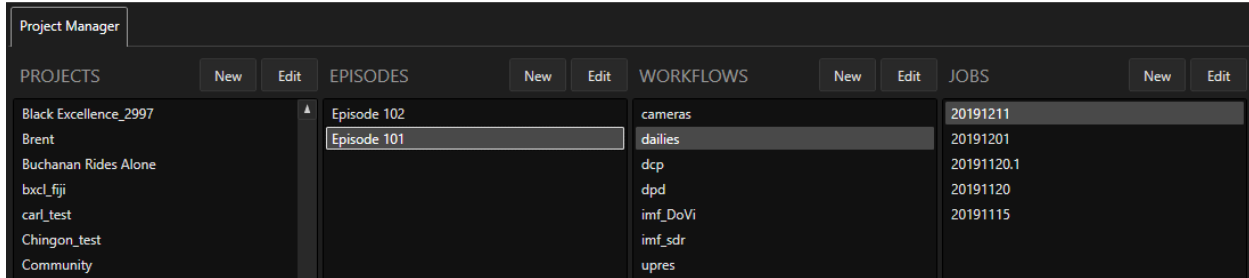 Project Manager
PROJECTS New Edit EPISODES New Edit WORKFLOWS New Edit JOBS New Edit
Black Excellence_2997 Episode 102 cameras 20191211
Brent Episode 101 dailies 20191201
Buchanan Rides Alone dcp 20191120.1
bxcl_fiji dpd 20191120
carl_test imf_DoVi 20191115
Chingon_test imf_sdr
Community upres